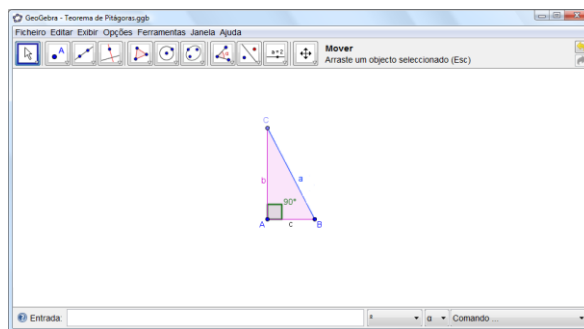 GeoGebra - Teorema de Pitágoras.ggb
Ficheiro Editar Exibir Opções Ferramentas Janela Ajuda
A
a=2
Mover
Arraste um objecto seleccionado (Esc)
C
b
a
90°
A
c
B
Entrada:
α
Comando ...